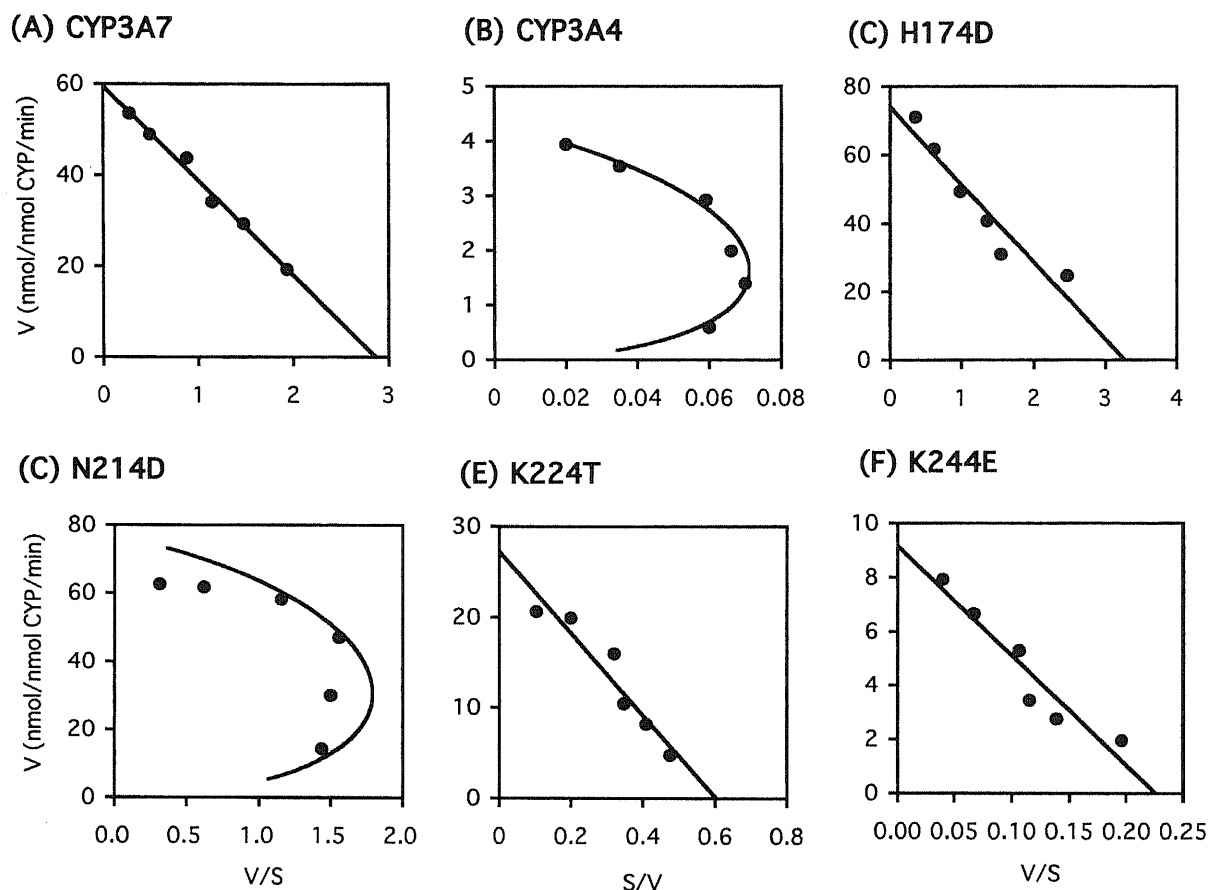 (A) CYP3A7
(B) CYP3A4
(C) H174D
V (nmol/nmol CYP/min)
60
40
20
0
0 1 2 3
5
4
3
2
1
0
0 0.02 0.04 0.06 0.08
80
60
40
20
0
0 1 2 3 4
(C) N214D
(E) K224T
(F) K244E
V (nmol/nmol CYP/min)
80
60
40
20
0
0 0.5 1.0 1.5 2.0
V/S
30
20
10
0
0 0.2 0.4 0.6 0.8
S/V
10
8
6
4
2
0
0.00 0.05 0.10 0.15 0.20 0.25
V/S